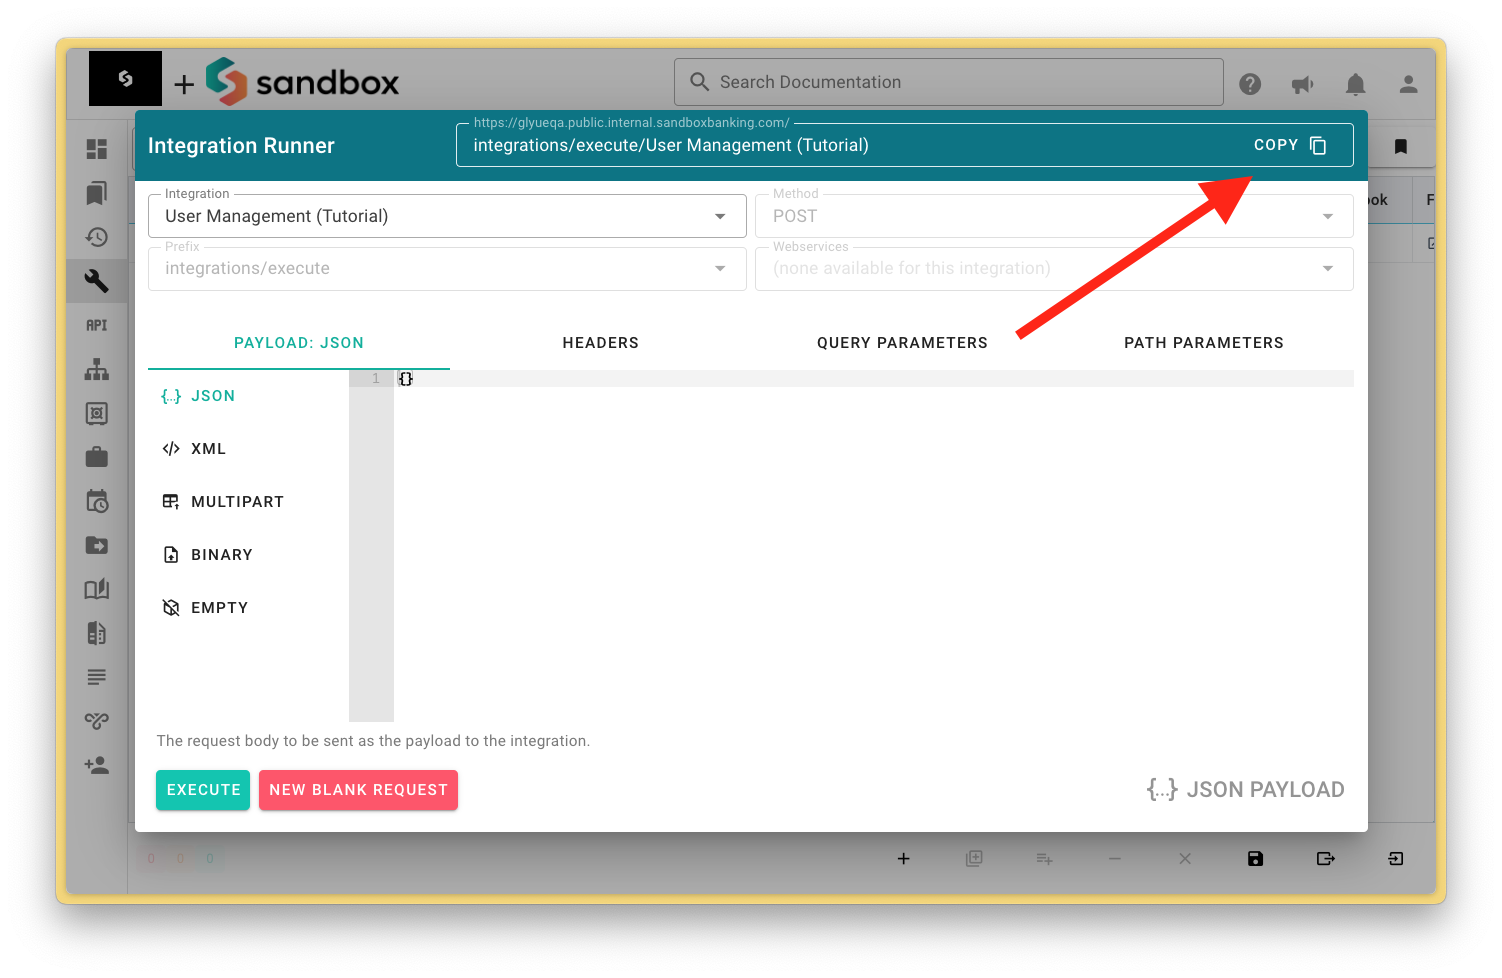 + sandbox
Search Documentation
Integration Runner
https://glyueqa.public.internal.sandboxbanking.com/
integrations/execute/User Management (Tutorial)
COPY
Integration
User Management (Tutorial)
Method
POST
Prefix
integrations/execute
Webservices
(none available for this integration)
ook
F
API
PAYLOAD: JSON
HEADERS
QUERY PARAMETERS
PATH PARAMETERS
{...} JSON
1 {}
</> XML
MULTIPART
BINARY
EMPTY
The request body to be sent as the payload to the integration.
EXECUTE
NEW BLANK REQUEST
{...} JSON PAYLOAD
0 0 0